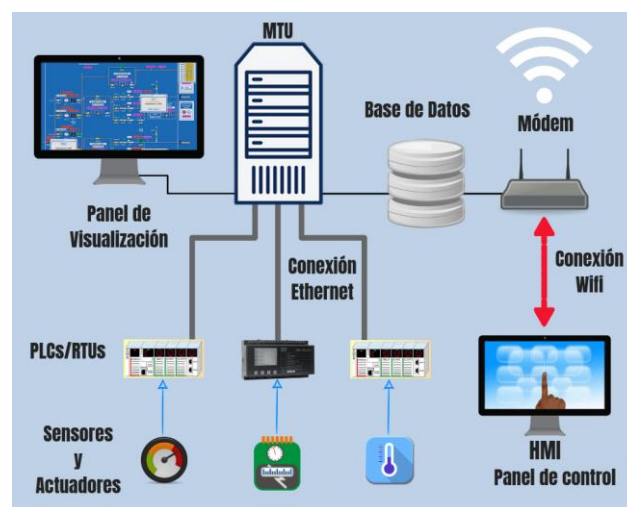 MTU
Base de Datos
Módem
Panel de
Visualización
Conexión
Ethernet
Conexión
Wifi
PLCs/RTUs
Sensores
y
Actuadores
HMI
Panel de control